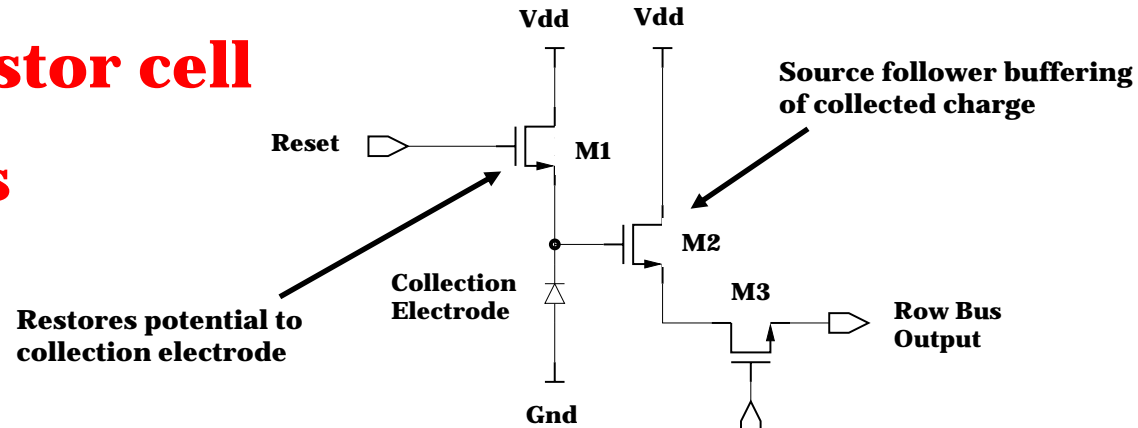 stor cell
s
Vdd
Vdd
Source follower buffering
of collected charge
Reset
M1
M2
Collection
Electrode
M3
Row Bus
Output
Restores potential to
collection electrode
Gnd